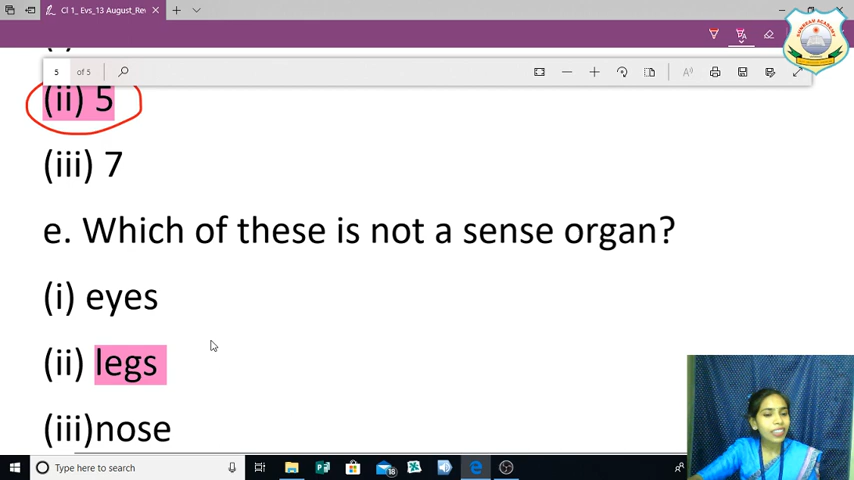 Cl 1_ Evs_13 August_Re
5 of 5
(ii) 5
(iii) 7
e. Which of these is not a sense organ?
(i) eyes
(ii) legs
(iii)nose
Type here to search
18